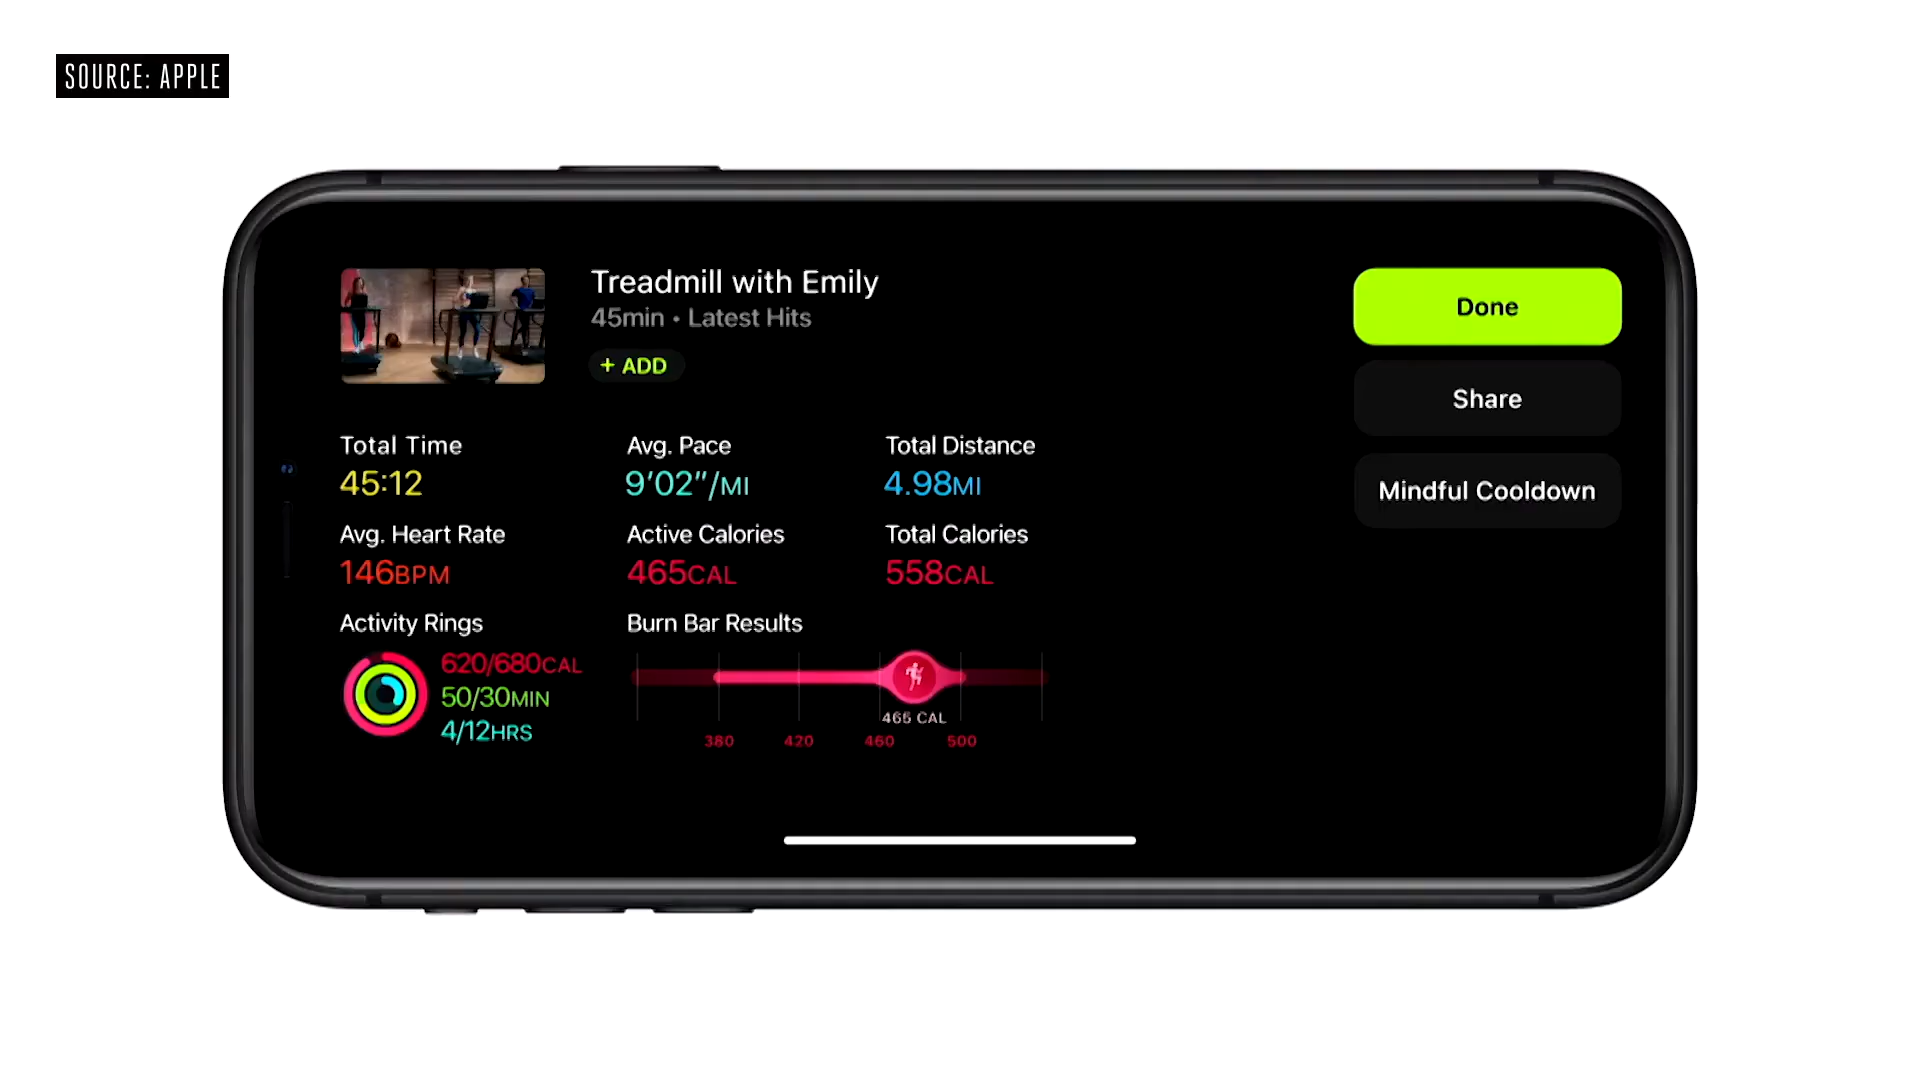 SOURCE: APPLE
Treadmill with Emily
45min • Latest Hits
+ ADD
Done
Share
Mindful Cooldown
Total Time
45:12
Avg. Pace
9’02”/MI
Total Distance
4.98MI
Avg. Heart Rate
146BPM
Active Calories
465CAL
Total Calories
558CAL
Activity Rings
620/680CAL
50/30MIN
4/12HRS
Burn Bar Results
465 CAL
380 420 460 500